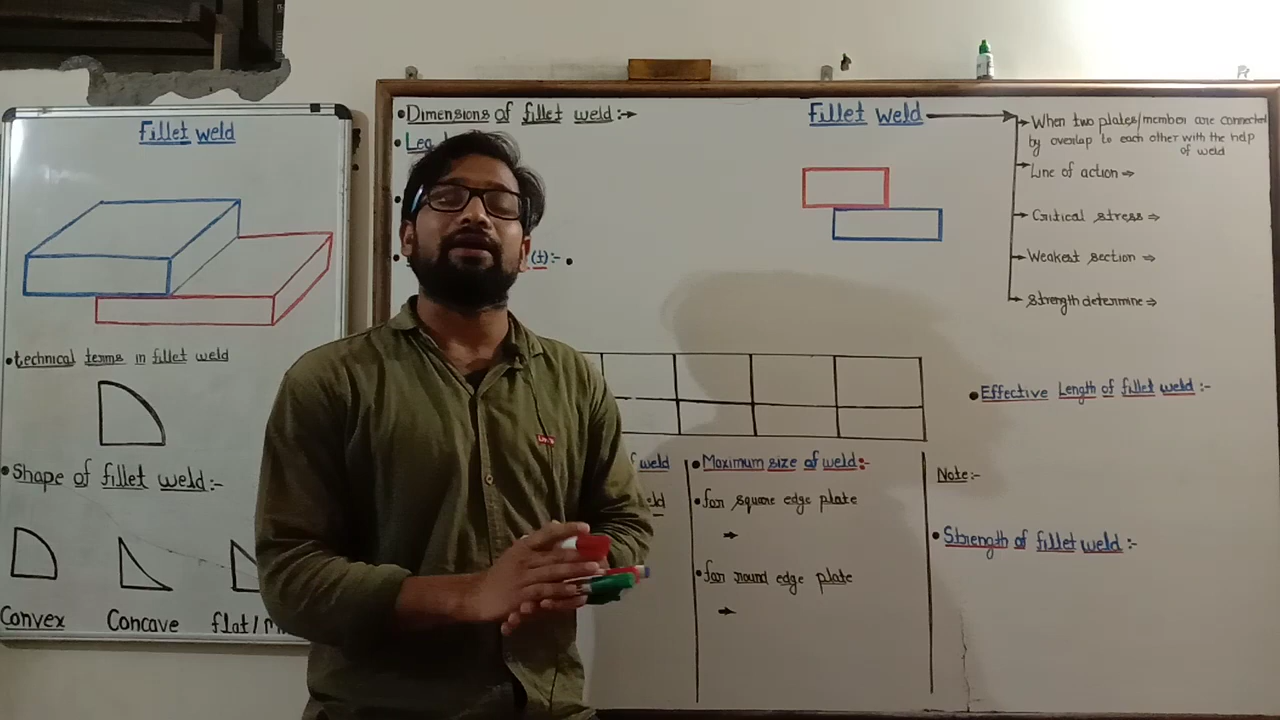 Fillet weld
•technical terms in fillet weld
•Shape of fillet weld:-
Convex
Concave
flat/
•Dimensions of fillet weld:→
•Leg
(t):- •
weld
•Maximum size of weld:-
•for square edge plate
•for round edge plate
Fillet weld
When two plates/member are connected
by overlap to each other with the help
of weld
Line of action ⇒
Critical stress ⇒
Weakest section ⇒
Strength determine ⇒
•Effective Length of fillet weld:-
Note:-
•Strength of fillet weld:-